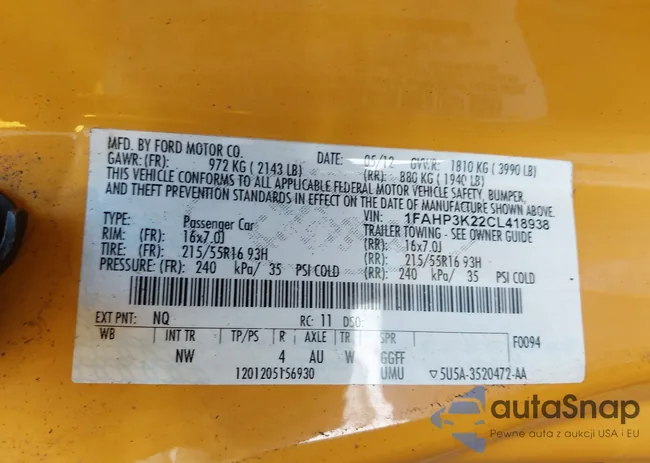 MFD. BY FORD MOTOR CO. DATE: 05/12 GVWR: 1810 KG ( 3990 LB)
GAWR: (FR): 972 KG ( 2143 LB) (RR): 880 KG ( 1940 LB)
THIS VEHICLE CONFORMS TO ALL APPLICABLE FEDERAL MOTOR VEHICLE SAFETY, BUMPER,
AND THEFT PREVENTION STANDARDS IN EFFECT ON THE DATE OF MANUFACTURE SHOWN ABOVE.
VIN: 1FAHP3K22CL418938
TYPE: Passenger Car TRAILER TOWING - SEE OWNER GUIDE
RIM: (FR): 16x7.0J (RR): 16x7.0J
TIRE: (FR): 215/55R16 93H (RR): 215/55R16 93H
PRESSURE: (FR): 240 kPa/ 35 PSI COLD (RR): 240 kPa/ 35 PSI COLD
EXT PNT: NQ RC: 11 DSO: F0094
WB INT TR TP/PS R AXLE TR SPR
NW 4 AU W GGFF
1201205156930 UMU ▽5U5A-3520472-AA
autoSnap
Pewne auta z aukcji USA i EU